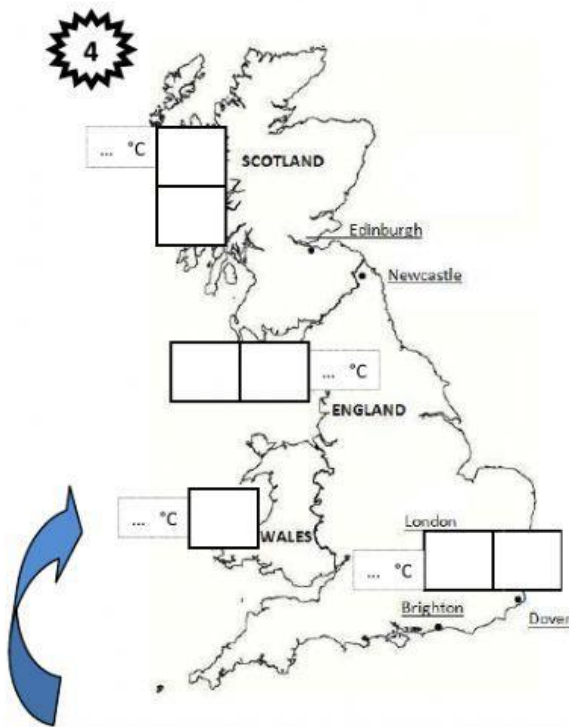 4
... °C
SCOTLAND
Edinburgh
Newcastle
... °C
ENGLAND
... °C
WALES
London
... °C
Brighton
Dover